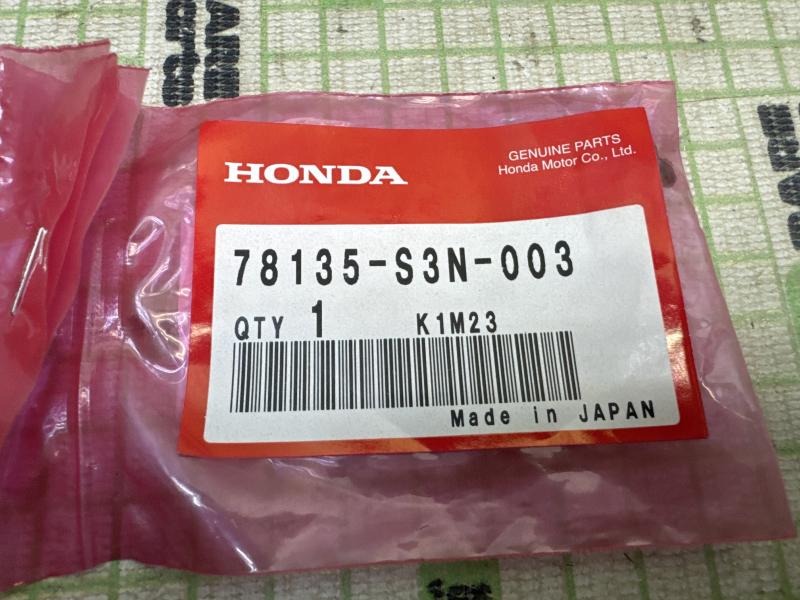 HONDA
GENUINE PARTS
Honda Motor Co., Ltd.
78135-S3N-003
QTY 1 K1M23
Made in JAPAN